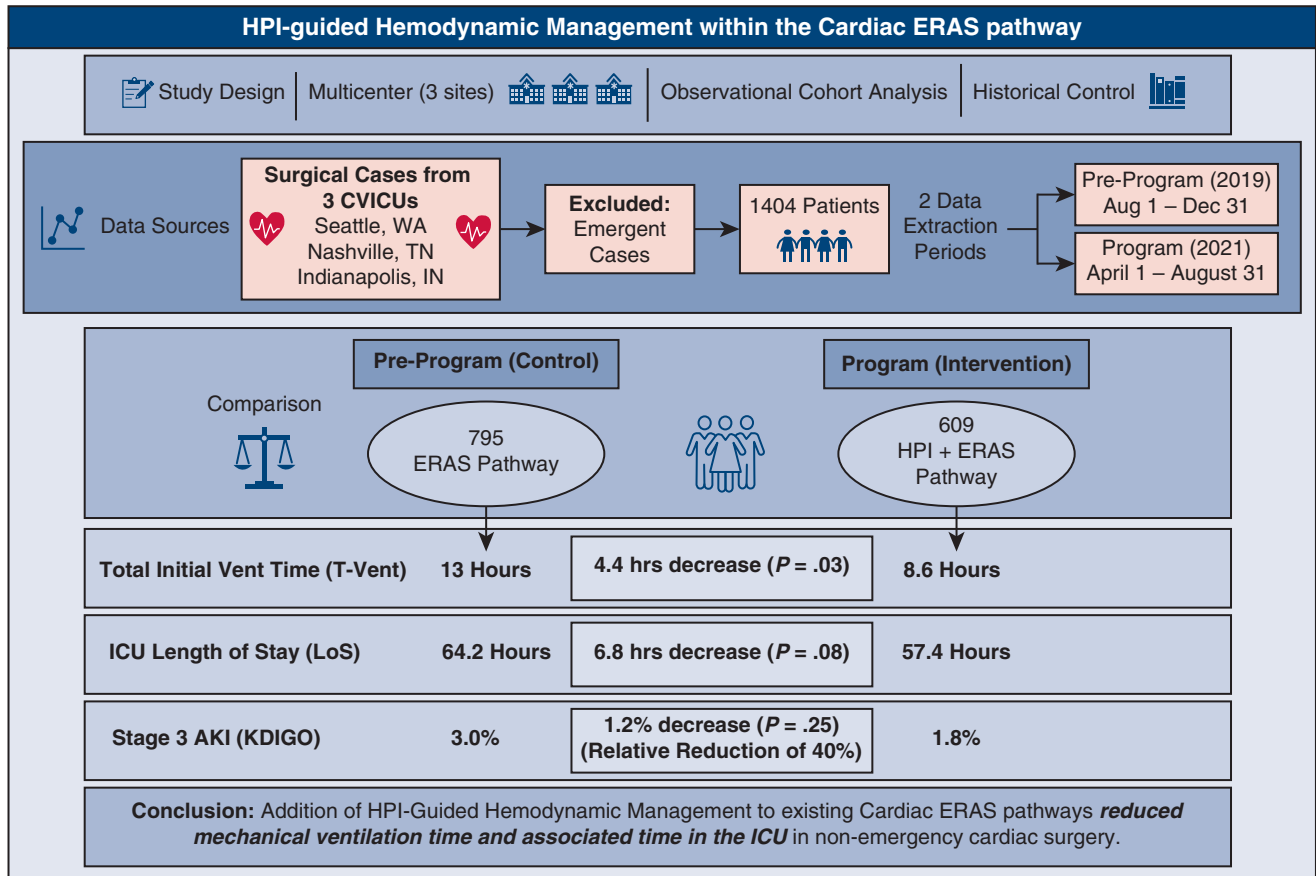 HPI-guided Hemodynamic Management within the Cardiac ERAS pathway
Study Design
Multicenter (3 sites)
Observational Cohort Analysis
Historical Control
Data Sources
Surgical Cases from
3 CVICUs
Seattle, WA
Nashville, TN
Indianapolis, IN
Excluded:
Emergent
Cases
1404 Patients
2 Data
Extraction
Periods
Pre-Program (2019)
Aug 1 – Dec 31
Program (2021)
April 1 – August 31
Comparison
Pre-Program (Control)
795
ERAS Pathway
Program (Intervention)
609
HPI + ERAS
Pathway
Total Initial Vent Time (T-Vent)
13 Hours
4.4 hrs decrease (P = .03)
8.6 Hours
ICU Length of Stay (LoS)
64.2 Hours
6.8 hrs decrease (P = .08)
57.4 Hours
Stage 3 AKI (KDIGO)
3.0%
1.2% decrease (P = .25)
(Relative Reduction of 40%)
1.8%
Conclusion: Addition of HPI-Guided Hemodynamic Management to existing Cardiac ERAS pathways reduced
mechanical ventilation time and associated time in the ICU in non-emergency cardiac surgery.